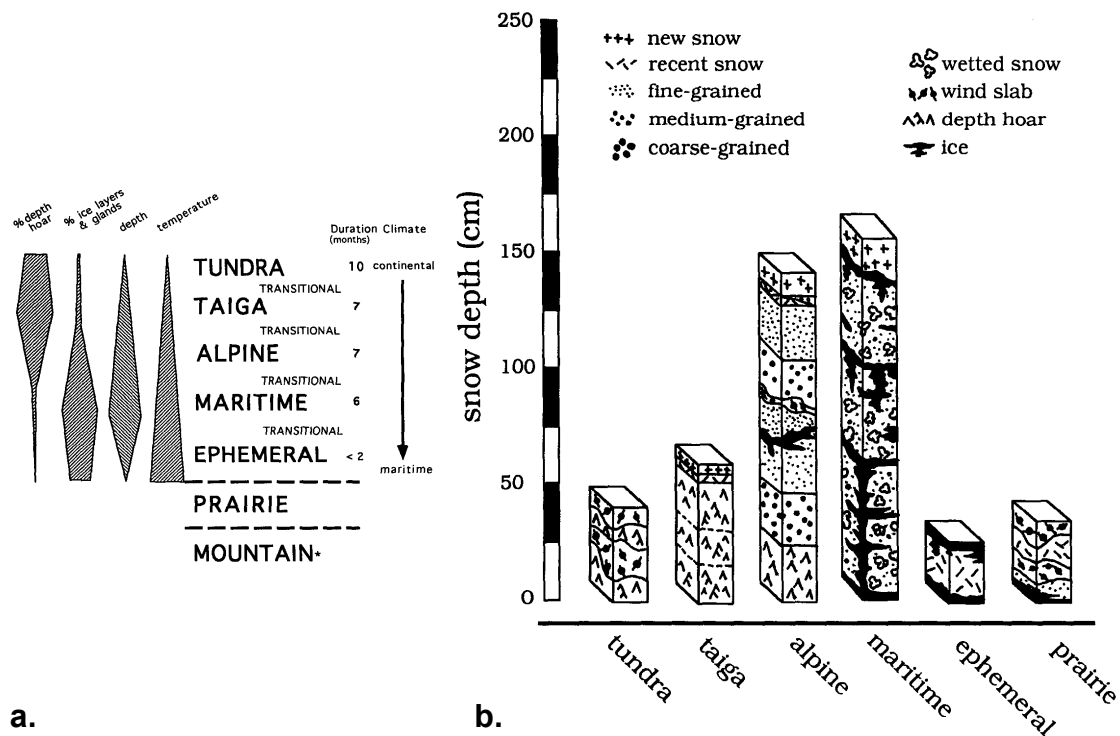 % depth hoar
% ice layers & glands
depth
temperature
Duration Climate
(months)
TUNDRA 10 continental
TRANSITIONAL
TAIGA 7
TRANSITIONAL
ALPINE 7
TRANSITIONAL
MARITIME 6
TRANSITIONAL
EPHEMERAL < 2
maritime
PRAIRIE
MOUNTAIN*
a.
250
200
150
100
50
0
snow depth (cm)
new snow
recent snow
fine-grained
medium-grained
coarse-grained
wetted snow
wind slab
depth hoar
ice
tundra
taiga
alpine
maritime
ephemeral
prairie
b.